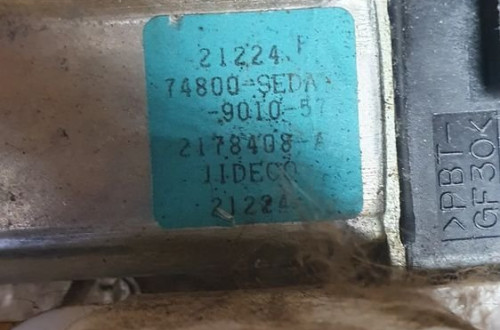 21224 P
74800-SEDA
-9010-57
2178408-A
JIDECO
21224
>PBT-
GF30K